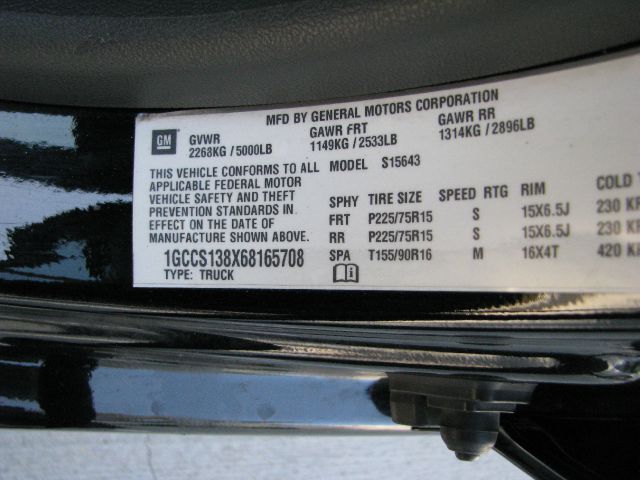 MFD BY GENERAL MOTORS CORPORATION
GM GVWR GAWR FRT GAWR RR
2268KG / 5000LB 1149KG / 2533LB 1314KG / 2896LB
THIS VEHICLE CONFORMS TO ALL MODEL S15643
APPLICABLE FEDERAL MOTOR
VEHICLE SAFETY AND THEFT
PREVENTION STANDARDS IN
EFFECT ON THE DATE OF
MANUFACTURE SHOWN ABOVE.
1GCCS138X68165708
TYPE: TRUCK
SPHY TIRE SIZE SPEED RTG RIM COLD
FRT P225/75R15 S 15X6.5J 230
RR P225/75R15 S 15X6.5J 230
SPA T155/90R16 M 16X4T 420